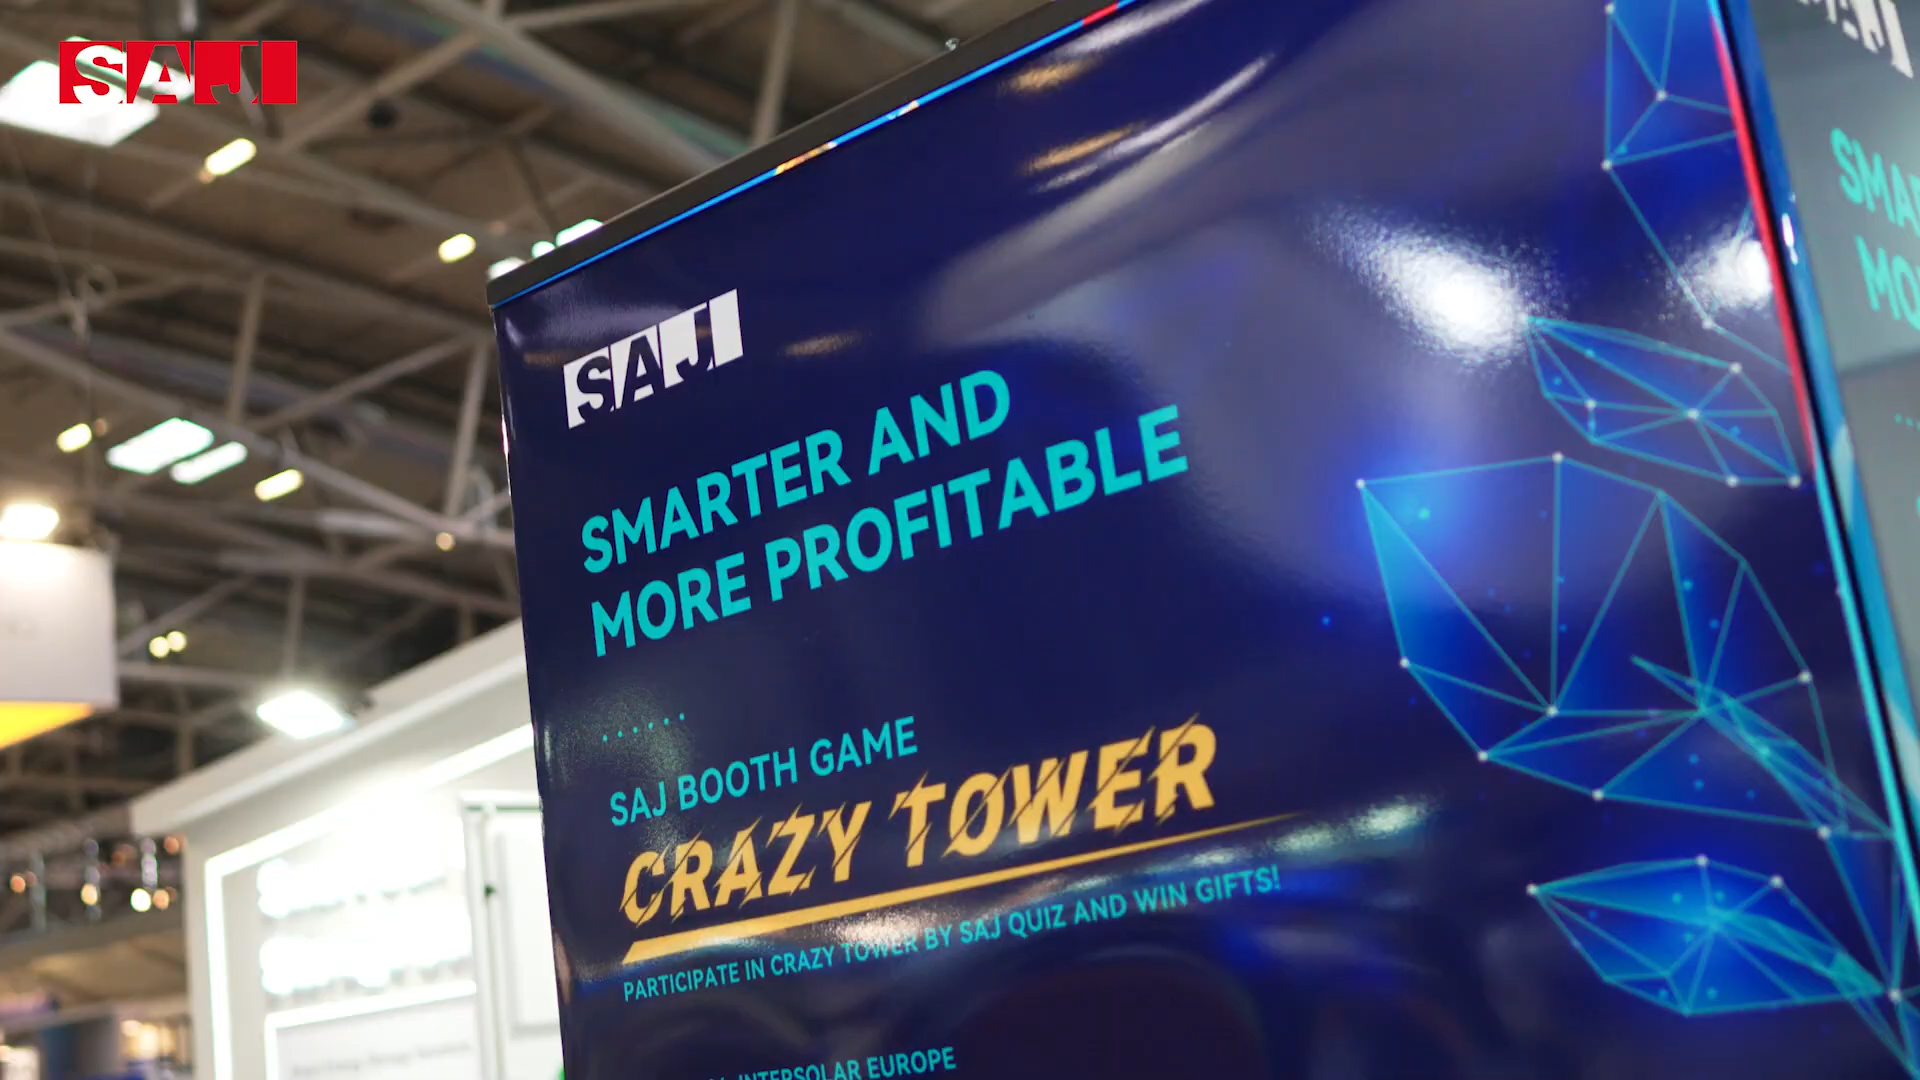 SAJ
SAJ
SMARTER AND
MORE PROFITABLE
SAJ BOOTH GAME
CRAZY TOWER
PARTICIPATE IN CRAZY TOWER BY SAJ QUIZ AND WIN GIFTS!
INTERSOLAR EUROPE